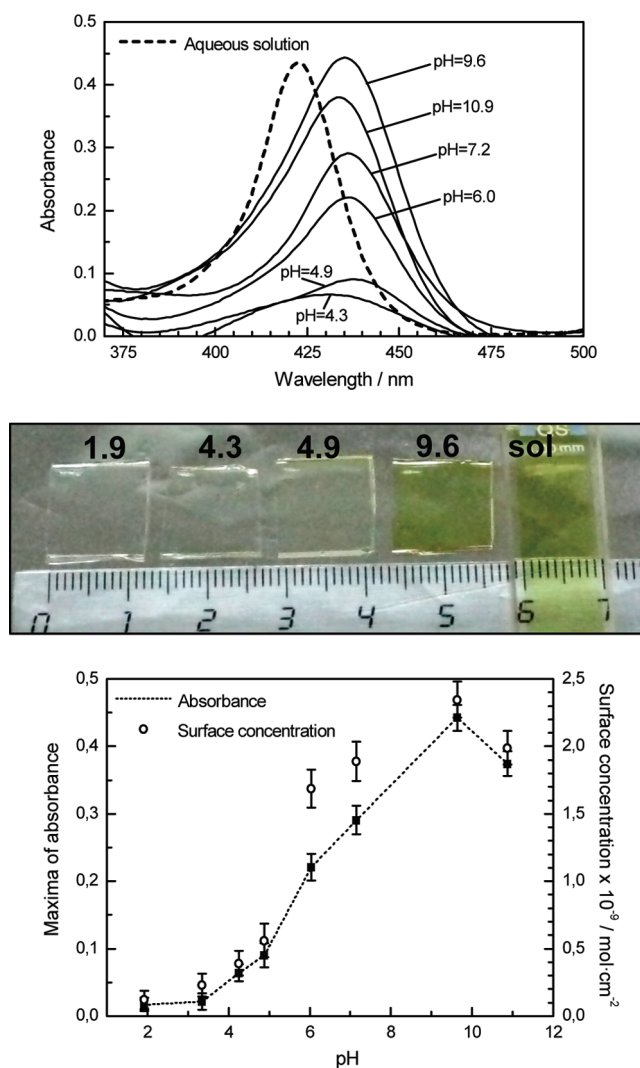 0.5
0.4
0.3
0.2
0.1
0.0
Absorbance
Aqueous solution
pH=9.6
pH=10.9
pH=7.2
pH=6.0
pH=4.9
pH=4.3
375 400 425 450 475 500
Wavelength / nm
1.9 4.3 4.9 9.6 sol
QS
mm
0 1 2 3 4 5 6 7
0,5
0,4
0,3
0,2
0,1
0,0
Maxima of absorbance
Absorbance
Surface concentration
2,5
2,0
1,5
1,0
0,5
0,0
Surface concentration x 10⁻⁹ / mol·cm⁻²
2 4 6 8 10 12
pH